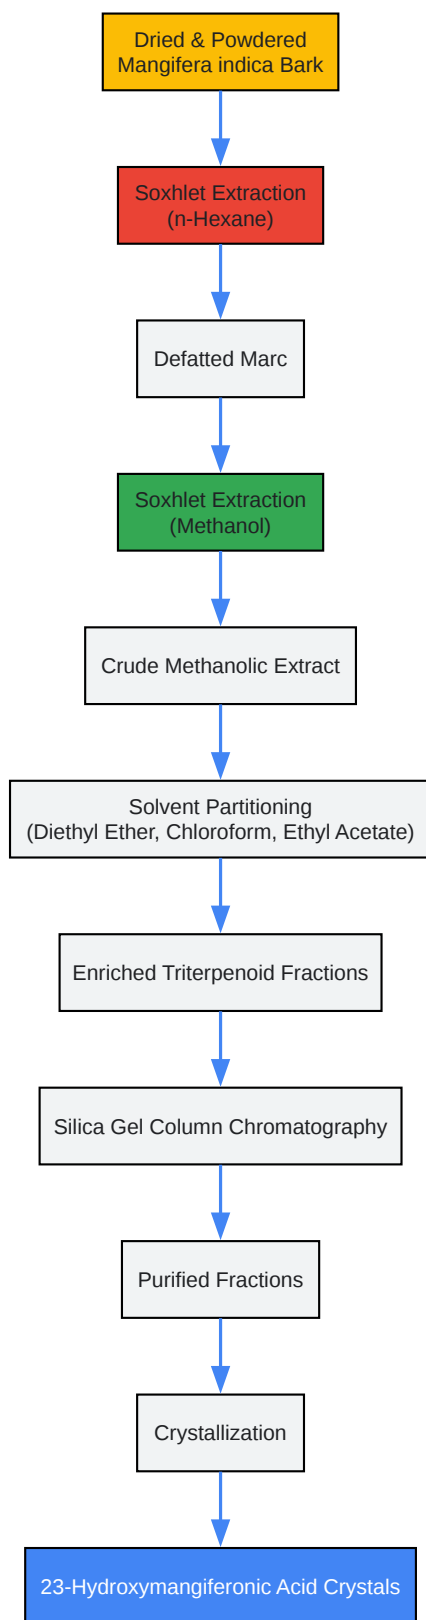 Dried & Powdered
Mangifera indica Bark
Soxhlet Extraction
(n-Hexane)
Defatted Marc
Soxhlet Extraction
(Methanol)
Crude Methanolic Extract
Solvent Partitioning
(Diethyl Ether, Chloroform, Ethyl Acetate)
Enriched Triterpenoid Fractions
Silica Gel Column Chromatography
Purified Fractions
Crystallization
23-Hydroxymangiferonic Acid Crystals